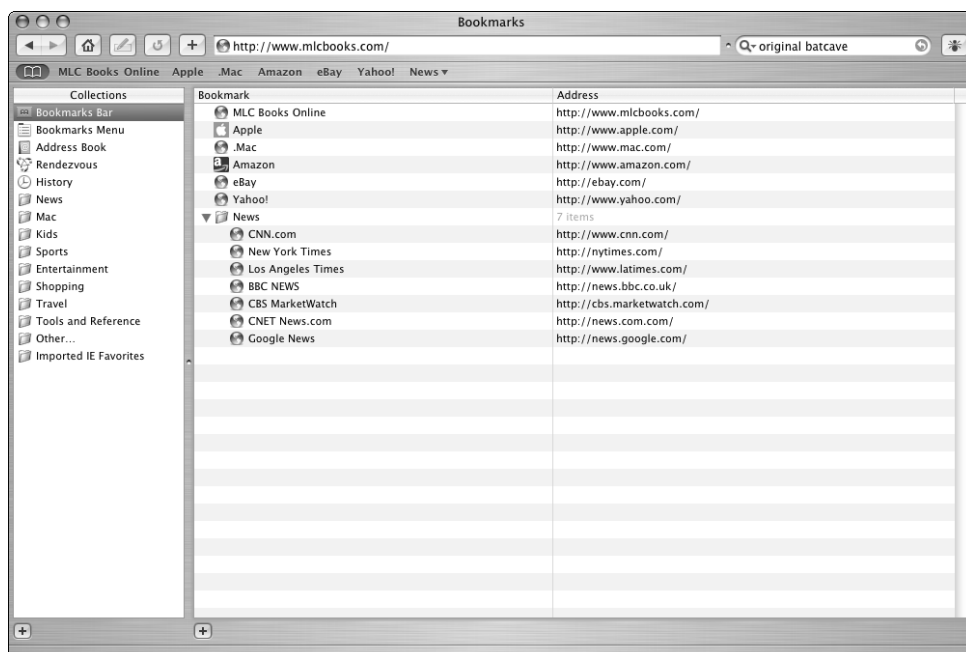 Bookmarks
http://www.mlcbooks.com/
original batcave
MLC Books Online Apple .Mac Amazon eBay Yahoo! News
Collections
Bookmarks Bar
Bookmarks Menu
Address Book
Rendezvous
History
News
Mac
Kids
Sports
Entertainment
Shopping
Travel
Tools and Reference
Other...
Imported IE Favorites
Bookmark Address
MLC Books Online http://www.mlcbooks.com/
Apple http://www.apple.com/
.Mac http://www.mac.com/
Amazon http://www.amazon.com/
eBay http://ebay.com/
Yahoo! http://www.yahoo.com/
News 7 items
CNN.com http://www.cnn.com/
New York Times http://nytimes.com/
Los Angeles Times http://www.latimes.com/
BBC NEWS http://news.bbc.co.uk/
CBS MarketWatch http://cbs.marketwatch.com/
CNET News.com http://news.com.com/
Google News http://news.google.com/